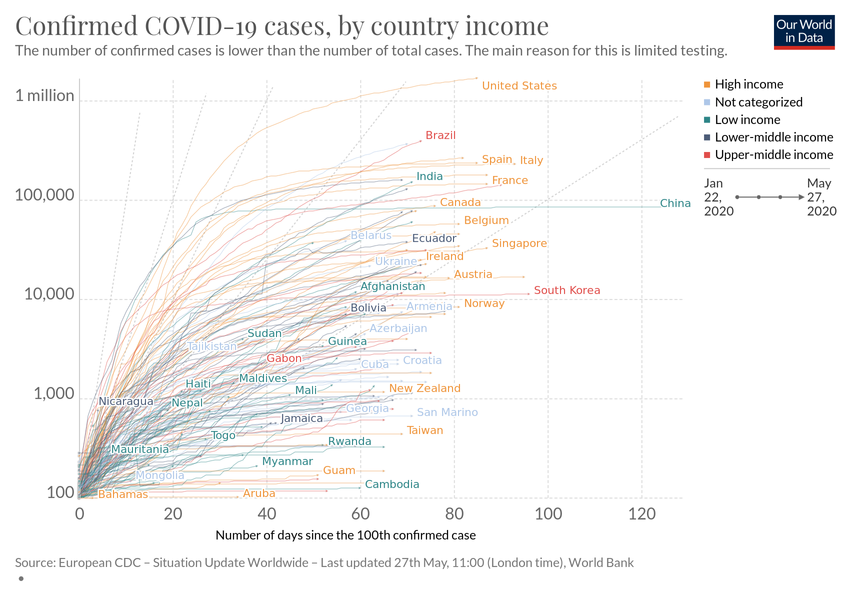 Confirmed COVID-19 cases, by country income
Our World
in Data
The number of confirmed cases is lower than the number of total cases. The main reason for this is limited testing.
High income
Not categorized
Low income
Lower-middle income
Upper-middle income
Jan
22,
2020
May
27,
2020
1 million
100,000
10,000
1,000
100
United States
Brazil
Spain
Italy
India
France
Canada
China
Belgium
Belarus
Ecuador
Singapore
Ukraine
Ireland
Austria
Afghanistan
South Korea
Bolivia
Armenia
Norway
Azerbaijan
Sudan
Guinea
Tajikistan
Gabon
Cuba
Croatia
Maldives
Haiti
Mali
New Zealand
Nicaragua
Nepal
Georgia
San Marino
Jamaica
Togo
Taiwan
Rwanda
Mauritania
Myanmar
Guam
Mongolia
Cambodia
Bahamas
Aruba
0
20
40
60
80
100
120
Number of days since the 100th confirmed case
Source: European CDC – Situation Update Worldwide – Last updated 27th May, 11:00 (London time), World Bank